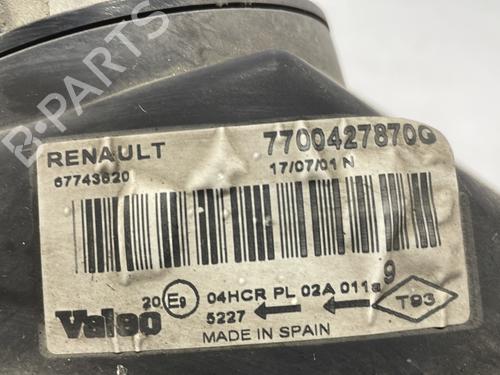 B-PARTS
RENAULT 7700427870G
67743620 17/07/01 N
20 E9 04HCR PL 02A 011a 9
5227 T93
Valeo MADE IN SPAIN